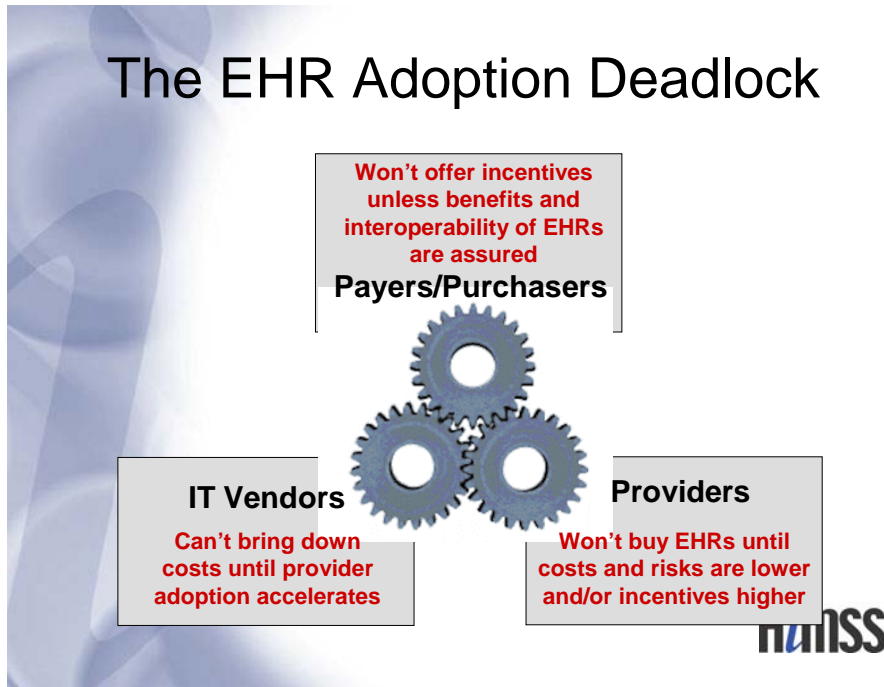 The EHR Adoption Deadlock
Won't offer incentives
unless benefits and
interoperability of EHRs
are assured
Payers/Purchasers
IT Vendors
Can't bring down
costs until provider
adoption accelerates
Providers
Won't buy EHRs until
costs and risks are lower
and/or incentives higher
HiMSS